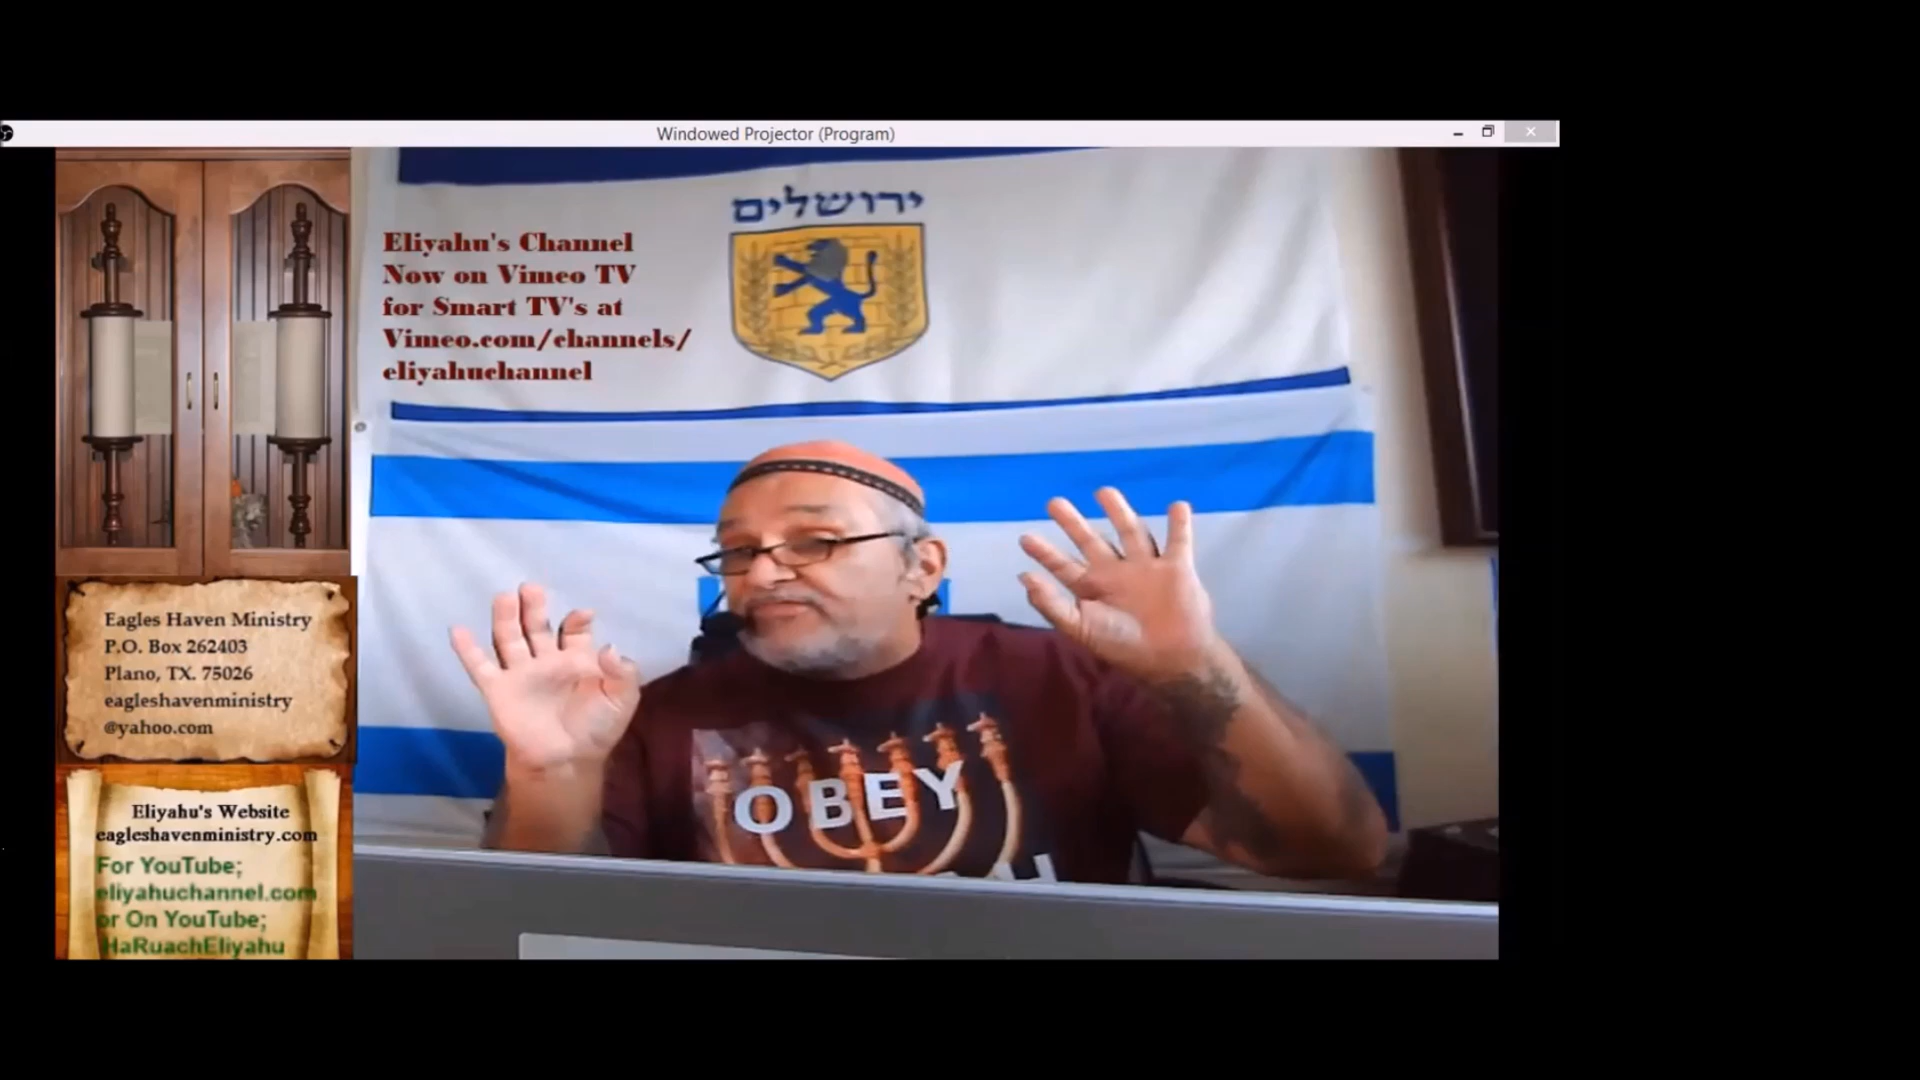 Windowed Projector (Program)
ירושלים
Eliyahu's Channel
Now on Vimeo TV
for Smart TV's at
Vimeo.com/channels/
eliyahuchannel
Eagles Haven Ministry
P.O. Box 262403
Plano, TX. 75026
eagleshavenministry
@yahoo.com
OBEY
Eliyahu's Website
eagleshavenministry.com
For YouTube;
eliyahuchannel.com
or On YouTube;
HaRuachEliyahu